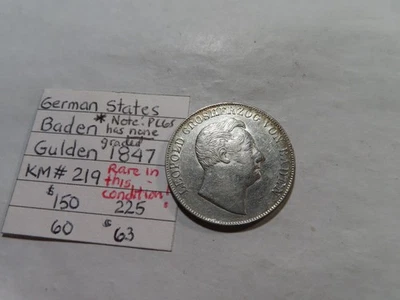 German States
Baden *Note: PCGS
has none
graded
Gulden 1847
KM# 219 Rare in
this
condition!
$150 225
60 $63
LEOPOLD GROSHERZOG VON BADEN